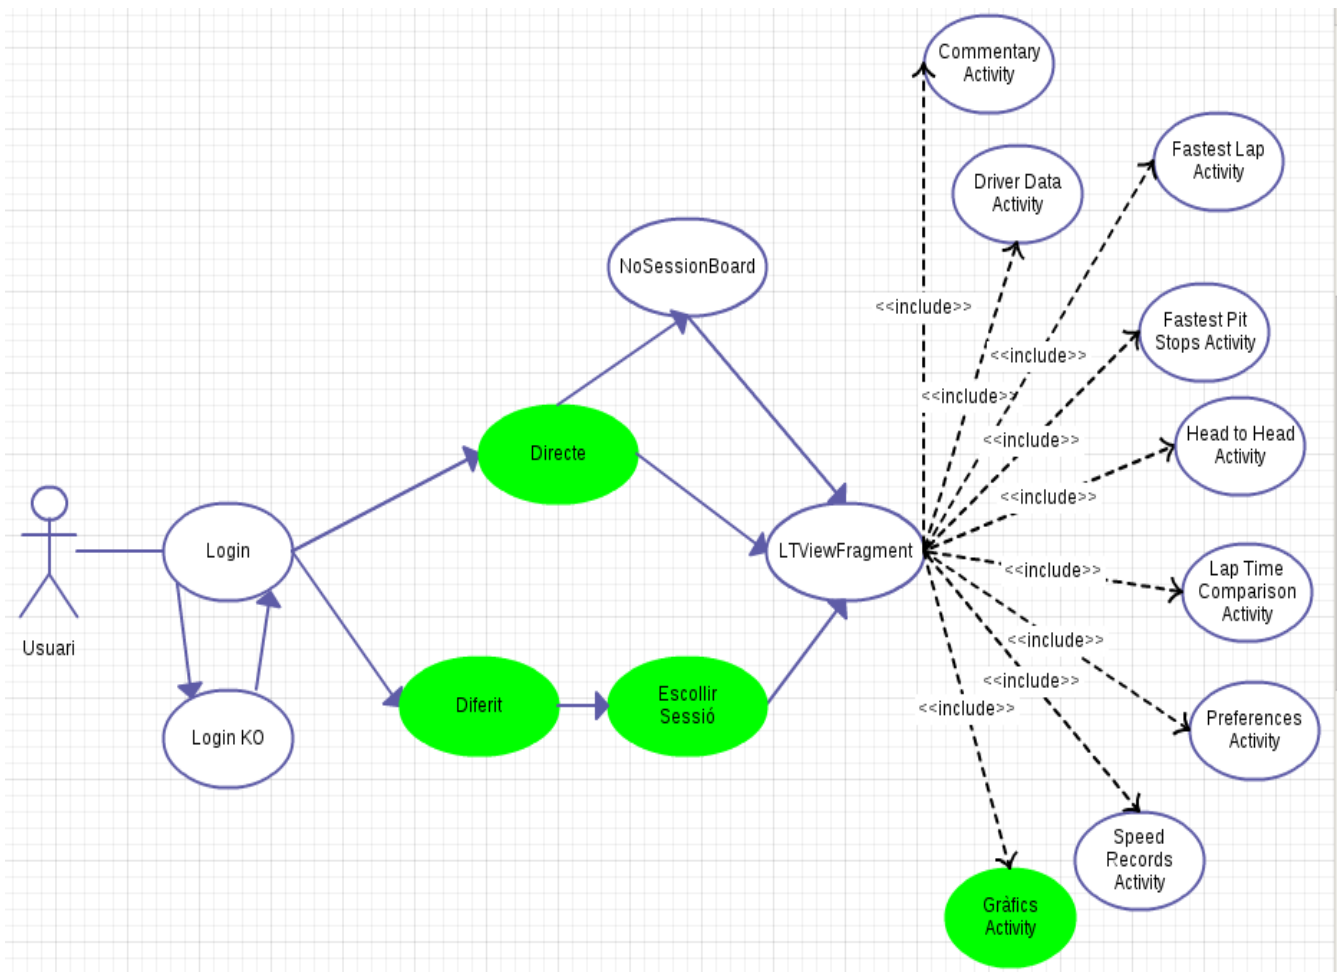 Commentary
Activity
Fastest Lap
Activity
Driver Data
Activity
NoSessionBoard
<<include>>
Fastest Pit
Stops Activity
<<include>>
<<include>>
Head to Head
Activity
<<include>>
Directe
<<include>>
Login
LTViewFragment
<<include>>
Lap Time
Comparison
Activity
Usuari
<<include>>
<<include>>
Diferit
Escollir
Sessió
<<include>>
Preferences
Activity
Login KO
Speed
Records
Activity
Gràfics
Activity